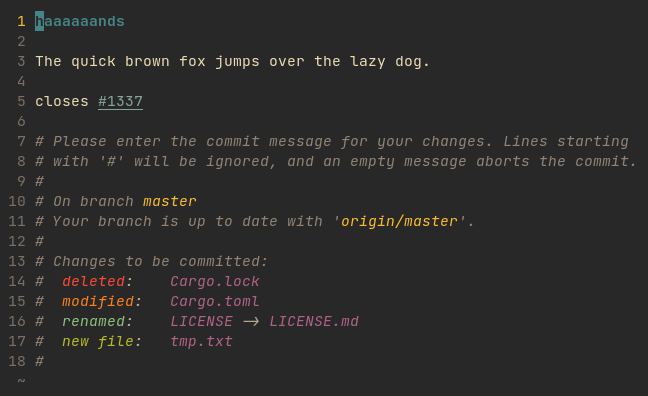 1 haaaaaands
2
3 The quick brown fox jumps over the lazy dog.
4
5 closes #1337
6
7 # Please enter the commit message for your changes. Lines starting
8 # with '#' will be ignored, and an empty message aborts the commit.
9 #
10 # On branch master
11 # Your branch is up to date with 'origin/master'.
12 #
13 # Changes to be committed:
14 #  deleted:    Cargo.lock
15 #  modified:   Cargo.toml
16 #  renamed:    LICENSE -> LICENSE.md
17 #  new file:   tmp.txt
18 #
~